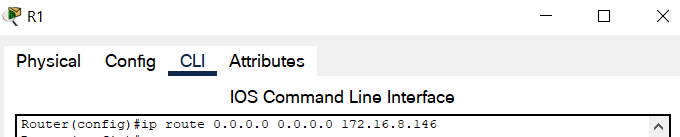 R1
Physical Config CLI Attributes
IOS Command Line Interface
Router(config)#ip route 0.0.0.0 0.0.0.0 172.16.8.146